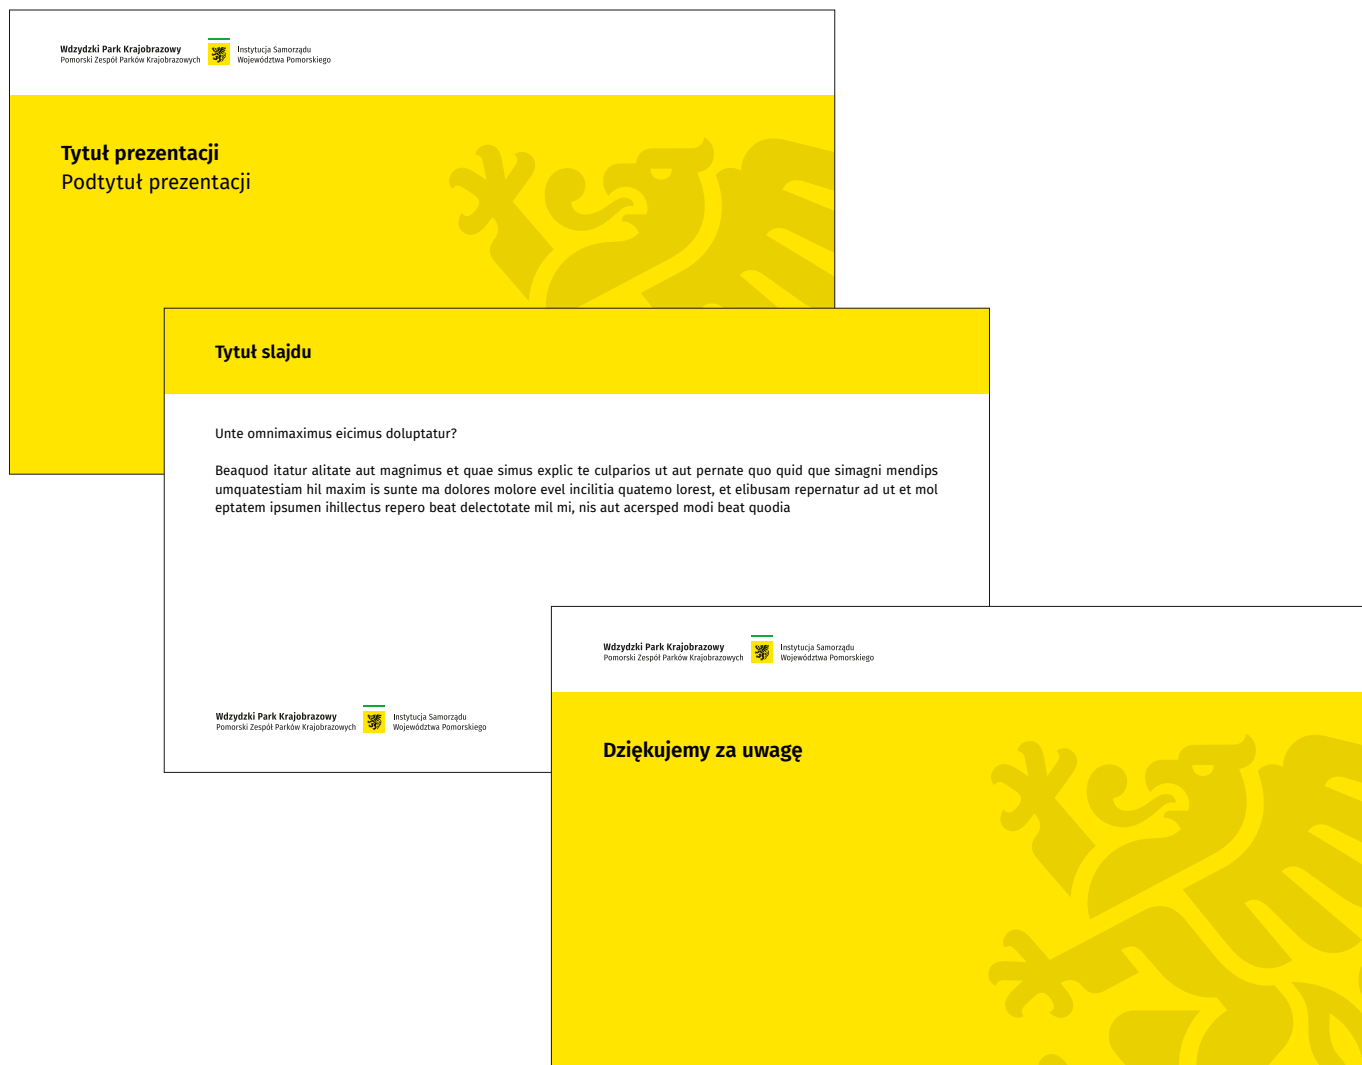 Wdzydzki Park Krajobrazowy
Pomorski Zespół Parków Krajobrazowych
Instytucja Samorządu
Województwa Pomorskiego
Tytuł prezentacji
Podtytuł prezentacji
Tytuł slajdu
Unte omnimaximus eicimus doluptatur?
Beaquod itatur alitate aut magnimus et quae simus explic te culparios ut aut pernate quo quid que simagni mendips
umquatestiam hil maxim is sunte ma dolores molore evel incilitia quatemo lorest, et elibusam repernatur ad ut et mol
eptatem ipsumen ihillectus repero beat delectotate mil mi, nis aut acersped modi beat quodia
Wdzydzki Park Krajobrazowy
Pomorski Zespół Parków Krajobrazowych
Instytucja Samorządu
Województwa Pomorskiego
Wdzydzki Park Krajobrazowy
Pomorski Zespół Parków Krajobrazowych
Instytucja Samorządu
Województwa Pomorskiego
Dziękujemy za uwagę